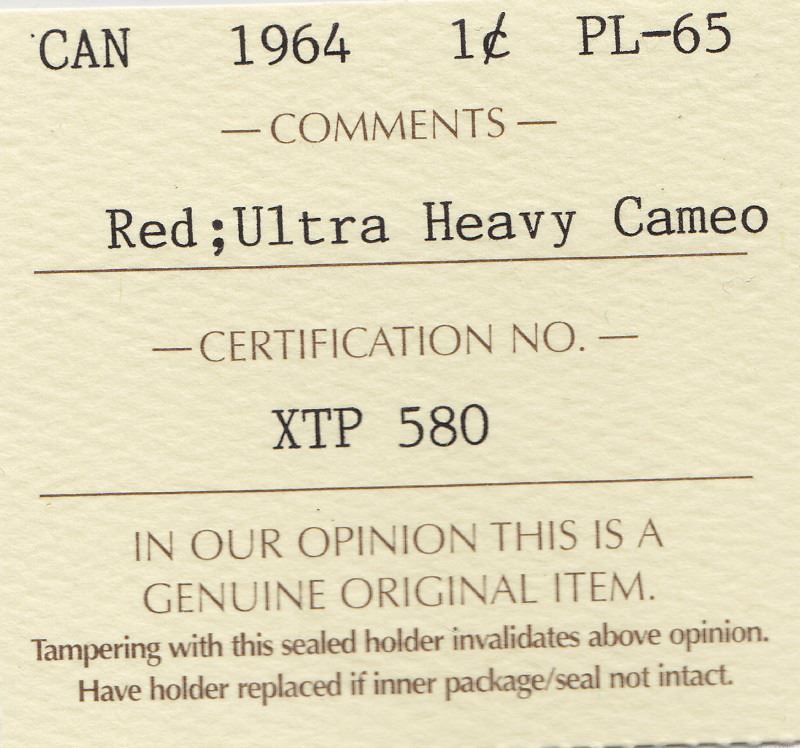 CAN 1964 1¢ PL-65
— COMMENTS —
Red;Ultra Heavy Cameo
— CERTIFICATION NO. —
XTP 580
IN OUR OPINION THIS IS A
GENUINE ORIGINAL ITEM.
Tampering with this sealed holder invalidates above opinion.
Have holder replaced if inner package/seal not intact.